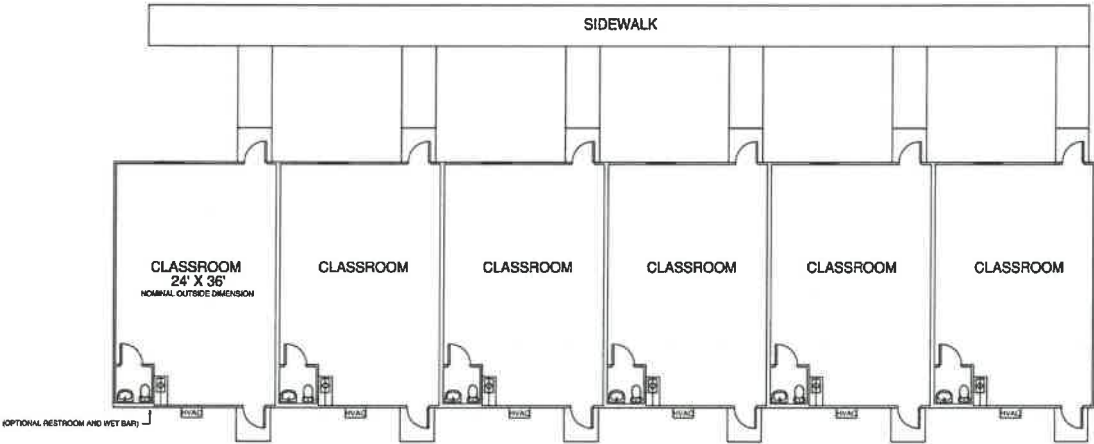 SIDEWALK
CLASSROOM
24' X 36'
NOMINAL OUTSIDE DIMENSION
CLASSROOM
CLASSROOM
CLASSROOM
CLASSROOM
CLASSROOM
HVAC
HVAC
HVAC
HVAC
HVAC
HVAC
(OPTIONAL RESTROOM AND WET BAR)